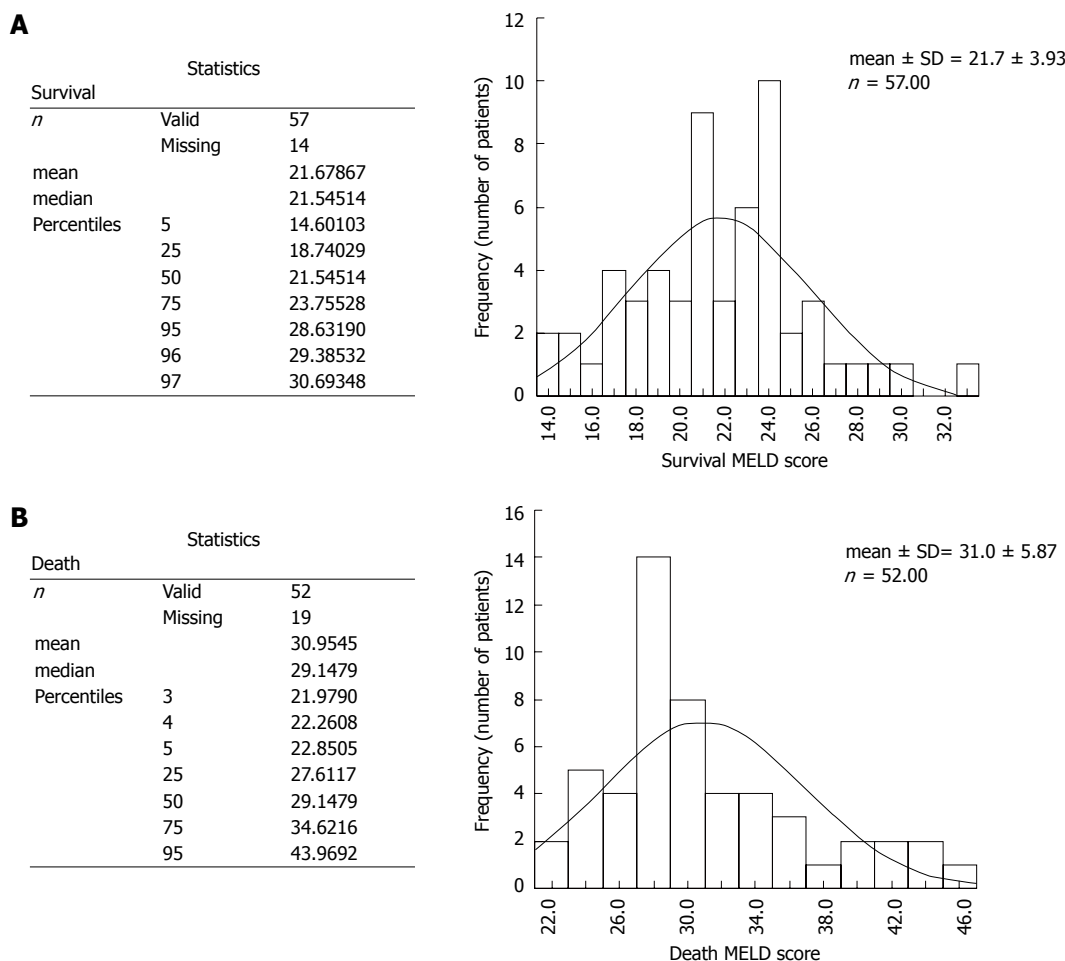 A
Statistics
Survival
n Valid 57
Missing 14
mean 21.67867
median 21.54514
Percentiles 5 14.60103
25 18.74029
50 21.54514
75 23.75528
95 28.63190
96 29.38532
97 30.69348
Frequency (number of patients)
12
10
8
6
4
2
0
mean ± SD = 21.7 ± 3.93
n = 57.00
14.0 16.0 18.0 20.0 22.0 24.0 26.0 28.0 30.0 32.0
Survival MELD score
B
Statistics
Death
n Valid 52
Missing 19
mean 30.9545
median 29.1479
Percentiles 3 21.9790
4 22.2608
5 22.8505
25 27.6117
50 29.1479
75 34.6216
95 43.9692
Frequency (number of patients)
16
14
12
10
8
6
4
2
0
mean ± SD= 31.0 ± 5.87
n = 52.00
22.0 26.0 30.0 34.0 38.0 42.0 46.0
Death MELD score